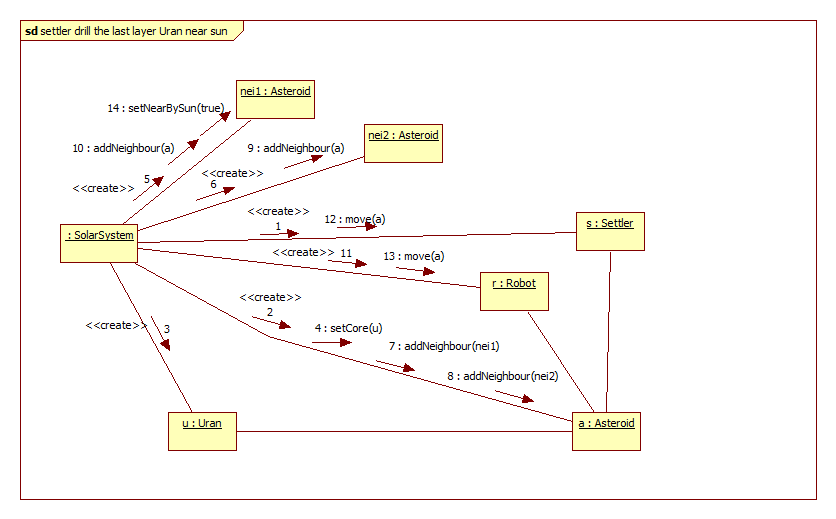 sd settler drill the last layer Uran near sun
nei1 : Asteroid
14 : setNearBySun(true)
nei2 : Asteroid
10 : addNeighbour(a)
9 : addNeighbour(a)
<<create>>
5
<<create>>
6
: SolarSystem
<<create>>
1
12 : move(a)
s : Settler
<<create>>
11
13 : move(a)
r : Robot
<<create>>
2
<<create>>
3
4 : setCore(u)
7 : addNeighbour(nei1)
8 : addNeighbour(nei2)
u : Uran
a : Asteroid